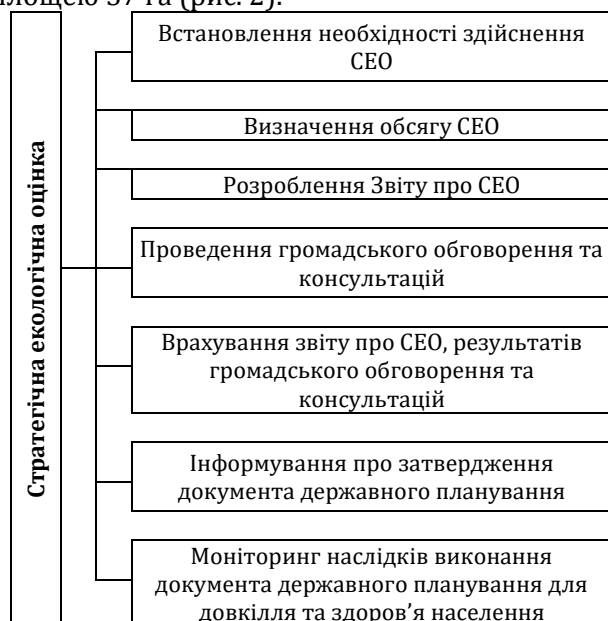 площею 37 га (рис. 2).
Стратегічна екологічна оцінка
Встановлення необхідності здійснення
СЕО
Визначення обсягу СЕО
Розроблення Звіту про СЕО
Проведення громадського обговорення та
консультацій
Врахування звіту про СЕО, результатів
громадського обговорення та
консультацій
Інформування про затвердження
документа державного планування
Моніторинг наслідків виконання
документа державного планування для
довкілля та здоров’я населення